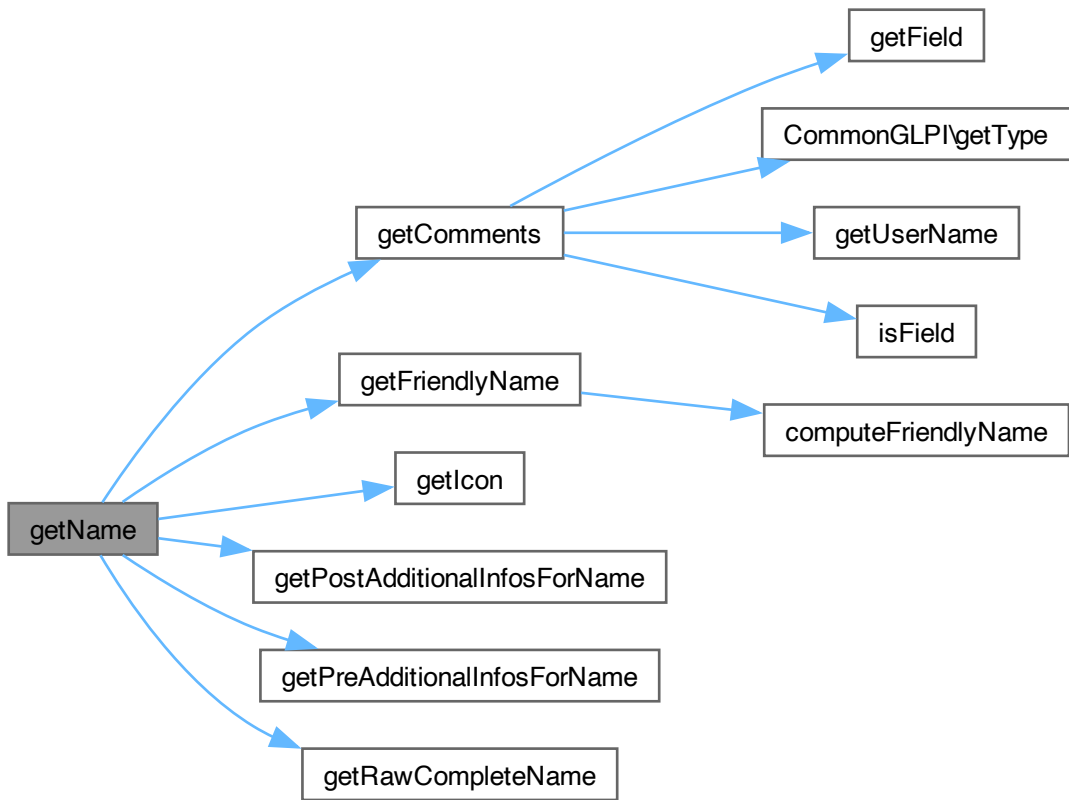 getField
CommonGLPI\getType
getComments
getUserName
isField
getFriendlyName
computeFriendlyName
getIcon
getName
getPostAdditionalInfosForName
getPreAdditionalInfosForName
getRawCompleteName